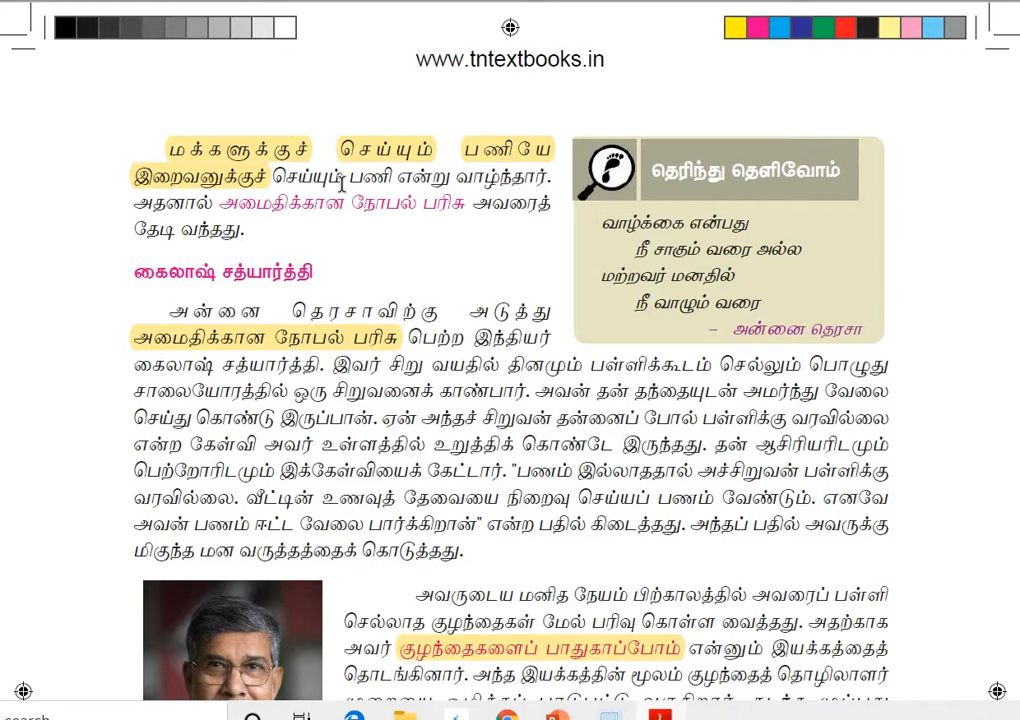 www.tntextbooks.in
மக்களுக்குச் செய்யும் பணியே
இறைவனுக்குச் செய்யும் பணி என்று வாழ்ந்தார்.
அதனால் அமைதிக்கான நோபல் பரிசு அவரைத்
தேடி வந்தது.
தெரிந்து தெளிவோம்
வாழ்க்கை என்பது
நீ சாகும் வரை அல்ல
மற்றவர் மனதில்
நீ வாழும் வரை
– அன்னை தெரசா
கைலாஷ் சத்யார்த்தி
அன்னை தெரசாவிற்கு அடுத்து
அமைதிக்கான நோபல் பரிசு பெற்ற இந்தியர்
கைலாஷ் சத்யார்த்தி. இவர் சிறு வயதில் தினமும் பள்ளிக்கூடம் செல்லும் பொழுது
சாலையோரத்தில் ஒரு சிறுவனைக் காண்பார். அவன் தன் தந்தையுடன் அமர்ந்து வேலை
செய்து கொண்டு இருப்பான். ஏன் அந்தச் சிறுவன் தன்னைப் போல் பள்ளிக்கு வரவில்லை
என்ற கேள்வி அவர் உள்ளத்தில் உறுத்திக் கொண்டே இருந்தது. தன் ஆசிரியரிடமும்
பெற்றோரிடமும் இக்கேள்வியைக் கேட்டார். "பணம் இல்லாததால் அச்சிறுவன் பள்ளிக்கு
வரவில்லை. வீட்டின் உணவுத் தேவையை நிறைவு செய்யப் பணம் வேண்டும். எனவே
அவன் பணம் ஈட்ட வேலை பார்க்கிறான்" என்ற பதில் கிடைத்தது. அந்தப் பதில் அவருக்கு
மிகுந்த மன வருத்தத்தைக் கொடுத்தது.
அவருடைய மனித நேயம் பிற்காலத்தில் அவரைப் பள்ளி
செல்லாத குழந்தைகள் மேல் பரிவு கொள்ள வைத்தது. அதற்காக
அவர் குழந்தைகளைப் பாதுகாப்போம் என்னும் இயக்கத்தைத்
தொடங்கினார். அந்த இயக்கத்தின் மூலம் குழந்தைத் தொழிலாளர்